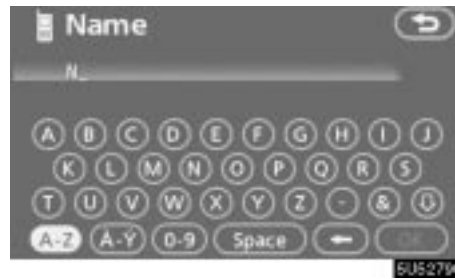 Name
N_
A B C D E F G H I J
K L M N O P Q R S
T U V W X Y Z - &
A-Z À-Ý 0-9 Space OK
5U5279